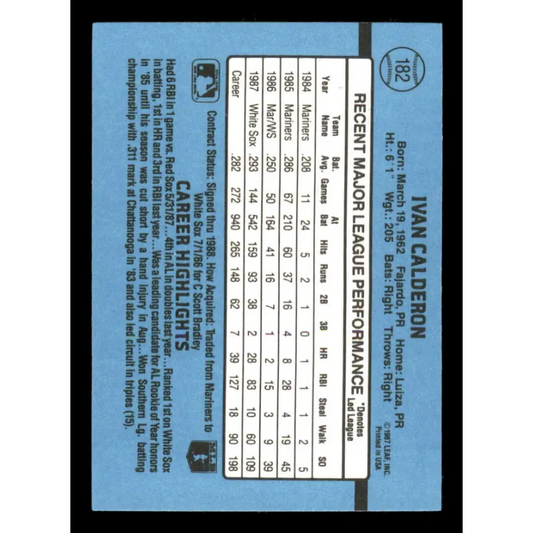 182
IVAN CALDERON
Born: March 19, 1962 Fajardo, PR Home: Luiza, PR
Ht.: 6' 1" Wgt.: 205 Bats: Right Throws: Right
RECENT MAJOR LEAGUE PERFORMANCE
*Denotes Led League
Year Team Name Bat. Avg. Games At Bat Hits Runs 2B 3B HR RBI Steal Walk SO
1984 Mariners .208 11 24 5 2 1 0 1 1 1 2 5
1985 Mariners .286 67 210 60 37 16 4 8 28 4 19 45
1986 Mar/WS .250 50 164 41 16 7 1 2 15 3 9 39
1987 White Sox .293 144 542 159 93 38 2 28 83 10 60 109
Career .282 272 940 265 148 62 7 39 127 18 90 198
Contract Status: Signed thru 1988. How Acquired: Traded from Mariners to
White Sox 7/1/86 for C Scott Bradley
CAREER HIGHLIGHTS
Had 6 RBI in 1 game vs. Red Sox 5/31/87...4th in AL in doubles last year...Ranked 1st on White Sox
in batting, 1st in HR and 3rd in RBI last year...Was a leading candidate for AL Rookie of Year honors
in '85 until his season was cut short by a hand injury in Aug...Won Southern Lg. batting
championship with .311 mark at Chattanooga in '83 and also led circuit in triples (15).
© 1987 LEAF, INC.
Printed in USA